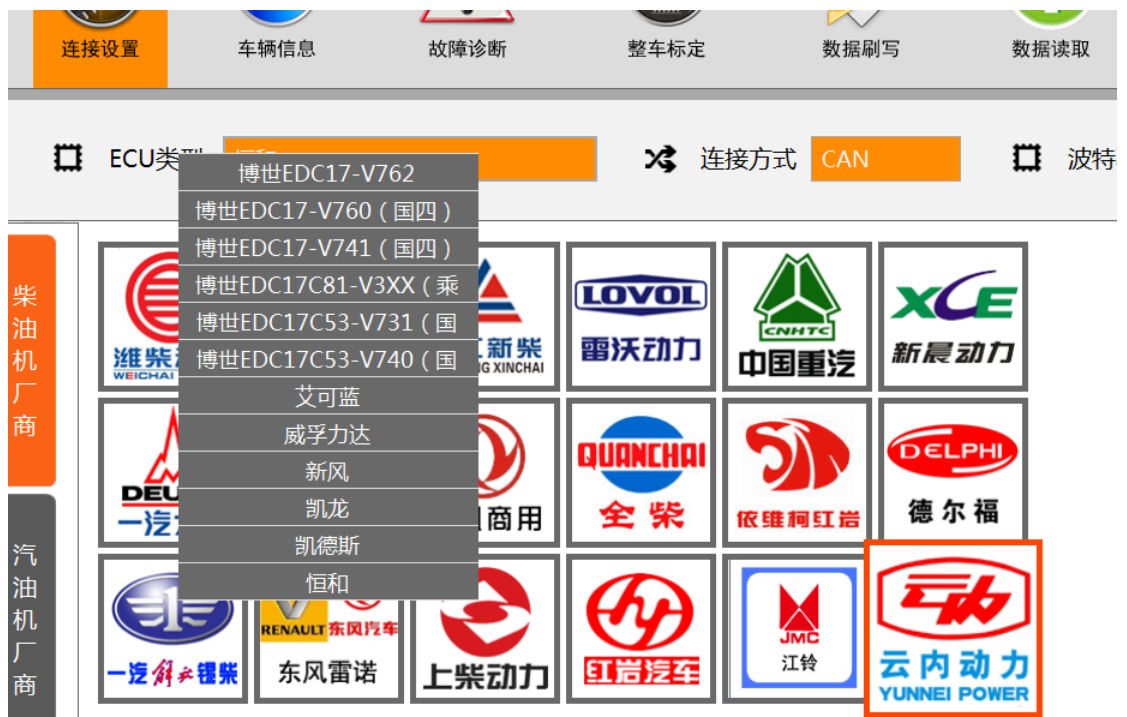 连接设置
车辆信息
故障诊断
整车标定
数据刷写
数据读取
ECU类型
连接方式
CAN
波特
博世EDC17-V762
博世EDC17-V760（国四）
博世EDC17-V741（国四）
博世EDC17C81-V3XX（乘
博世EDC17C53-V731（国
博世EDC17C53-V740（国
艾可蓝
威孚力达
新风
凯龙
凯德斯
恒和
柴油机厂商
汽油机厂商
潍柴
WEICHAI
新柴
G XINCHAI
LOVOL
雷沃动力
CNHTC
中国重汽
XCE
新晨动力
DEU
一汽
商用
QUANCHAI
全柴
依维柯红岩
DELPHI
德尔福
一汽解放锡柴
RENAULT 东风汽车
东风雷诺
上柴动力
红岩汽车
JMC
江铃
云内动力
YUNNEI POWER